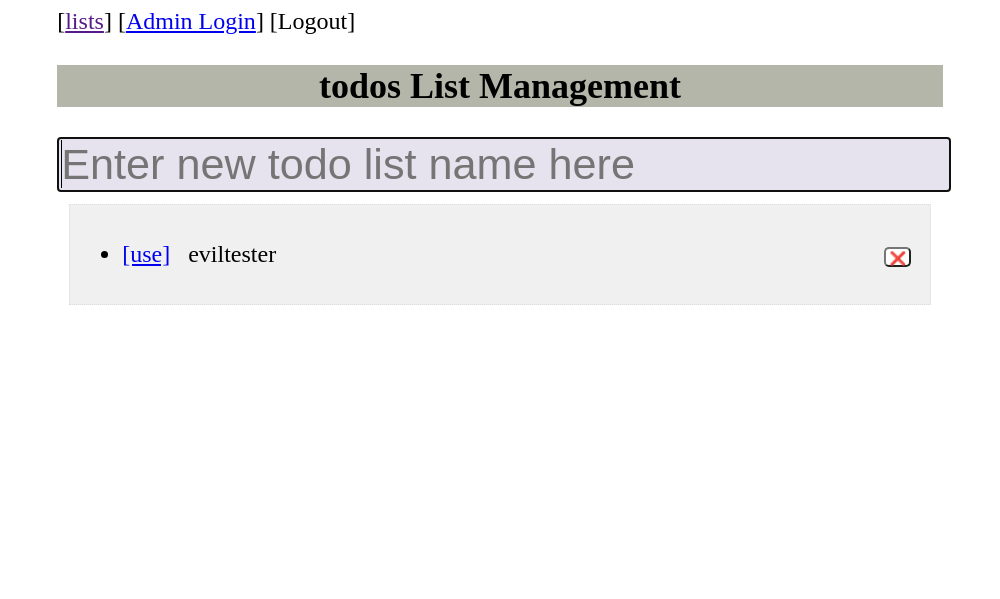 [lists] [Admin Login] [Logout]
todos List Management
Enter new todo list name here
[use] eviltester